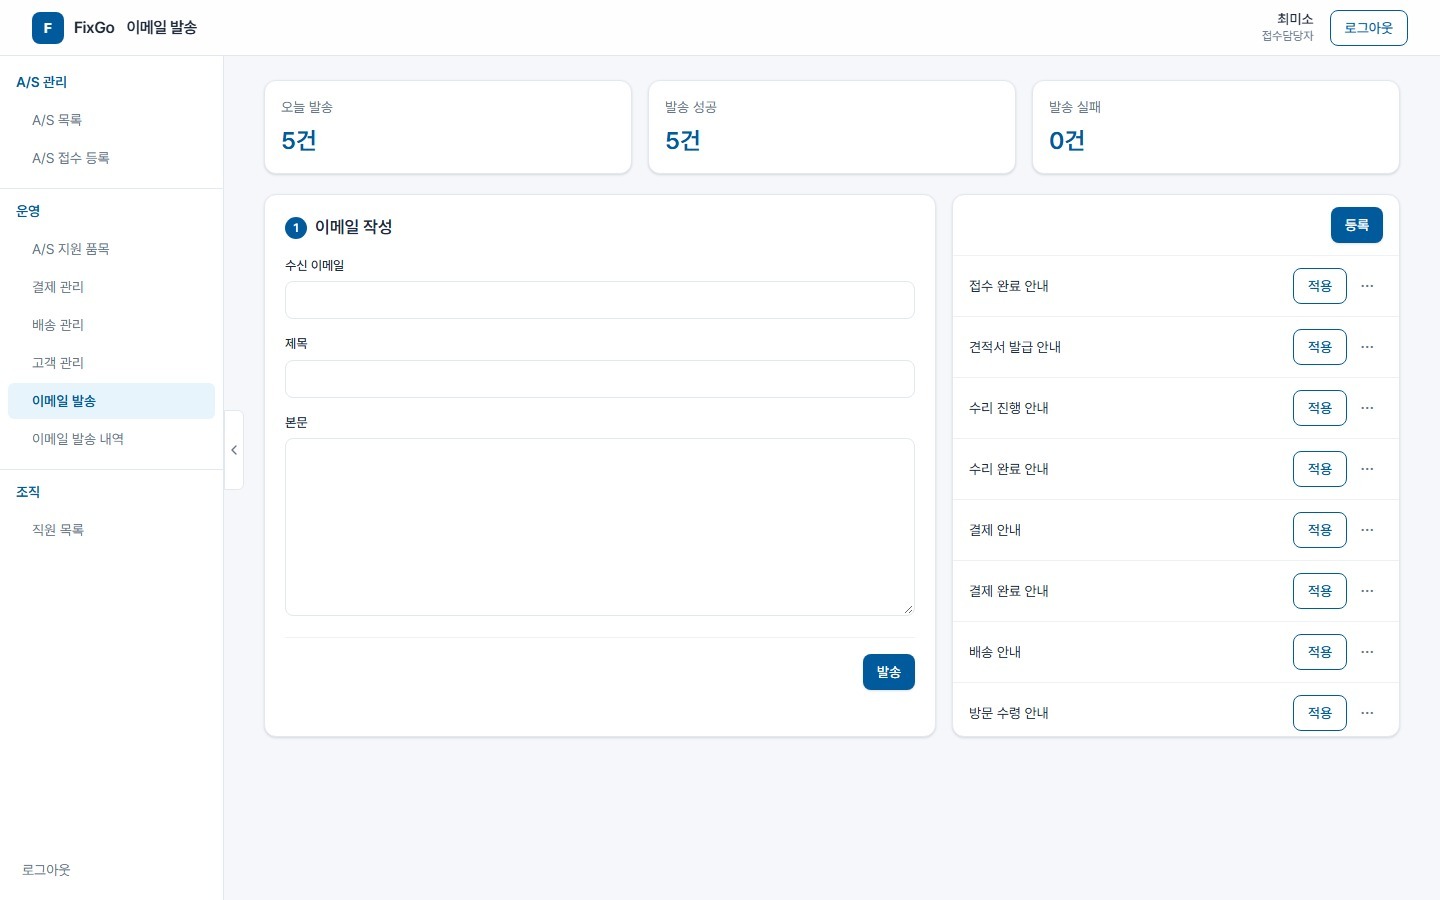 F FixGo 이메일 발송
최미소
접수담당자
로그아웃
A/S 관리
A/S 목록
A/S 접수 등록
운영
A/S 지원 품목
결제 관리
배송 관리
고객 관리
이메일 발송
이메일 발송 내역
조직
직원 목록
로그아웃
오늘 발송
5건
발송 성공
5건
발송 실패
0건
1 이메일 작성
수신 이메일
제목
본문
발송
등록
접수 완료 안내 적용 ···
견적서 발급 안내 적용 ···
수리 진행 안내 적용 ···
수리 완료 안내 적용 ···
결제 안내 적용 ···
결제 완료 안내 적용 ···
배송 안내 적용 ···
방문 수령 안내 적용 ···